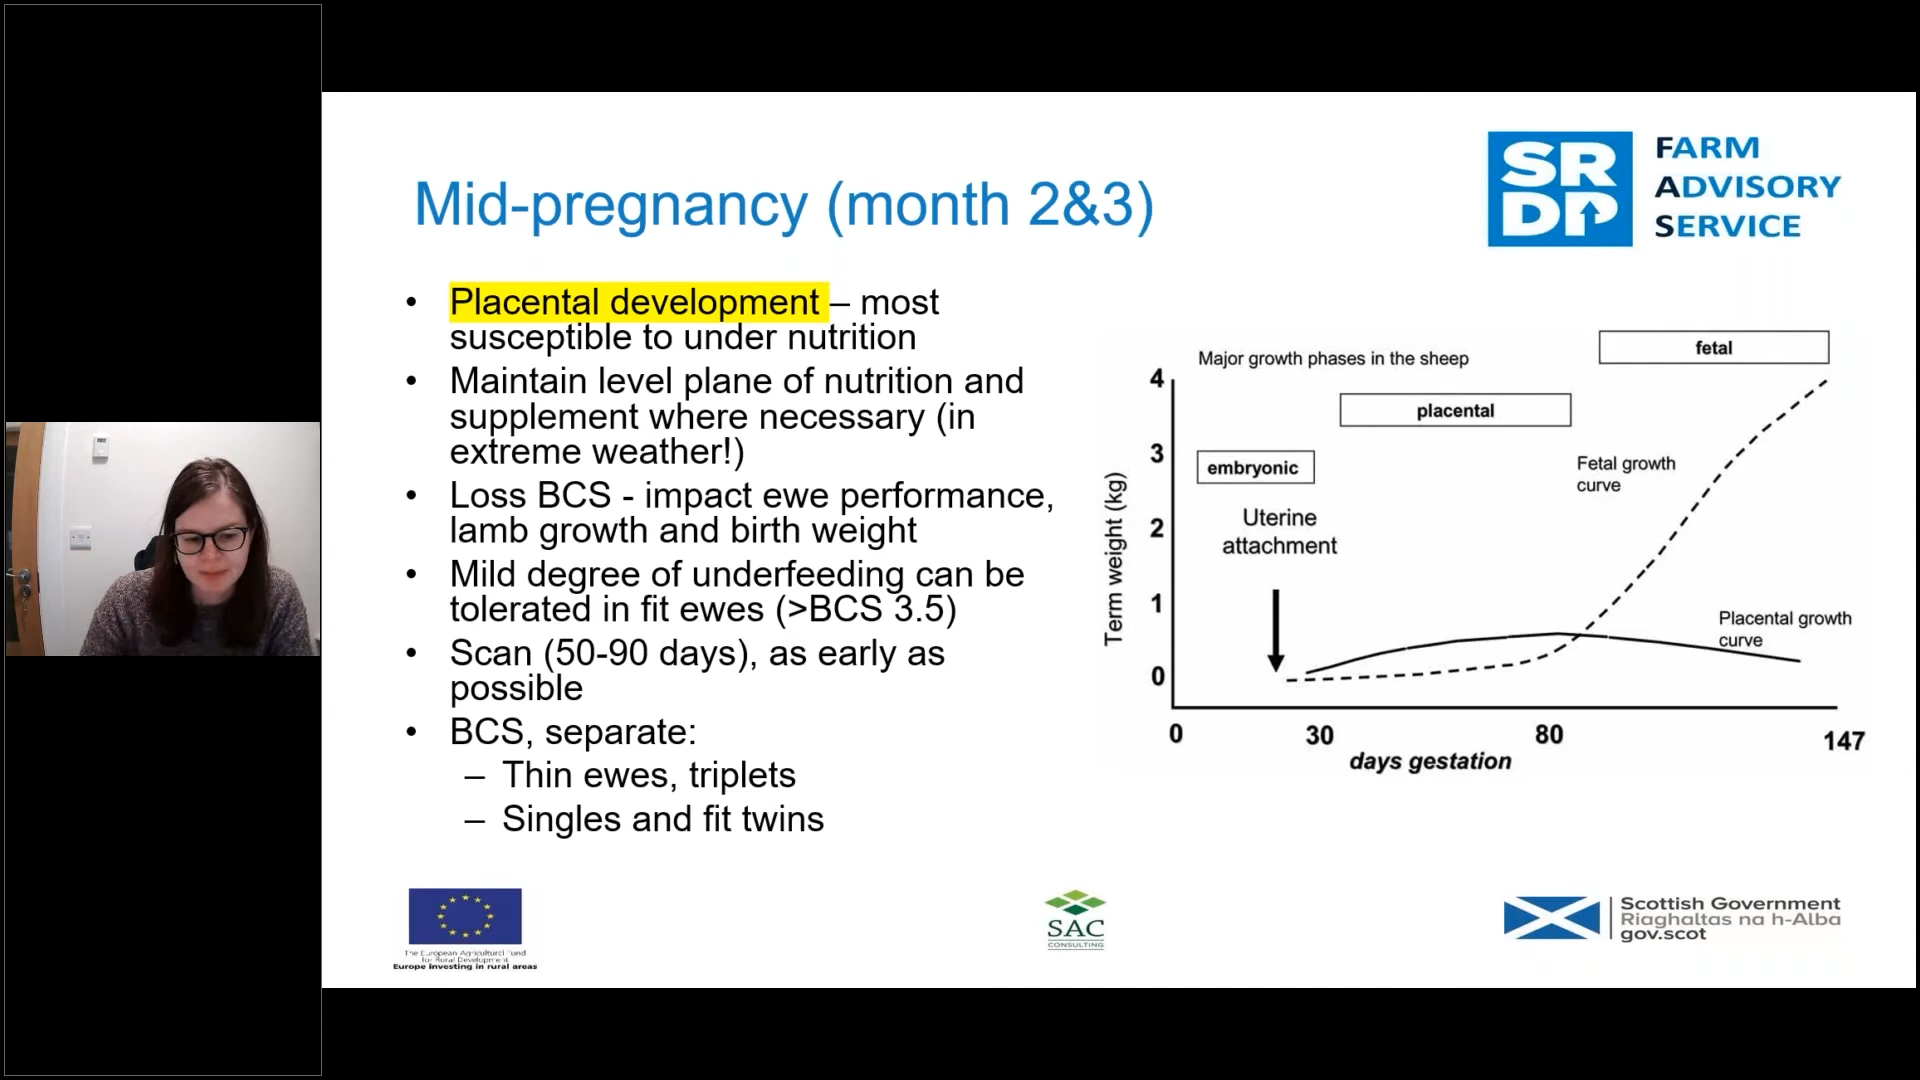 Mid-pregnancy (month 2&3)
SR
DP
FARM
ADVISORY
SERVICE
• Placental development – most
susceptible to under nutrition
• Maintain level plane of nutrition and
supplement where necessary (in
extreme weather!)
• Loss BCS - impact ewe performance,
lamb growth and birth weight
• Mild degree of underfeeding can be
tolerated in fit ewes (>BCS 3.5)
• Scan (50-90 days), as early as
possible
• BCS, separate:
– Thin ewes, triplets
– Singles and fit twins
Major growth phases in the sheep
fetal
placental
embryonic
Uterine
attachment
Fetal growth
curve
Placental growth
curve
Term weight (kg)
4
3
2
1
0
0 30 80 147
days gestation
The European Agricultural Fund
for Rural Development
Europe investing in rural areas
SAC
CONSULTING
Scottish Government
Riaghaltas na h-Alba
gov.scot